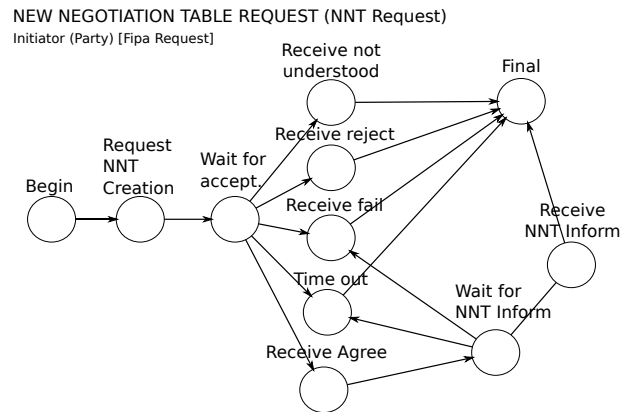 NEW NEGOTIATION TABLE REQUEST (NNT Request)
Initiator (Party) [Fipa Request]
Receive not
understood
Final
Receive reject
Request
NNT
Creation
Wait for
accept.
Begin
Receive fail
Receive
NNT Inform
Time out
Wait for
NNT Inform
Receive Agree